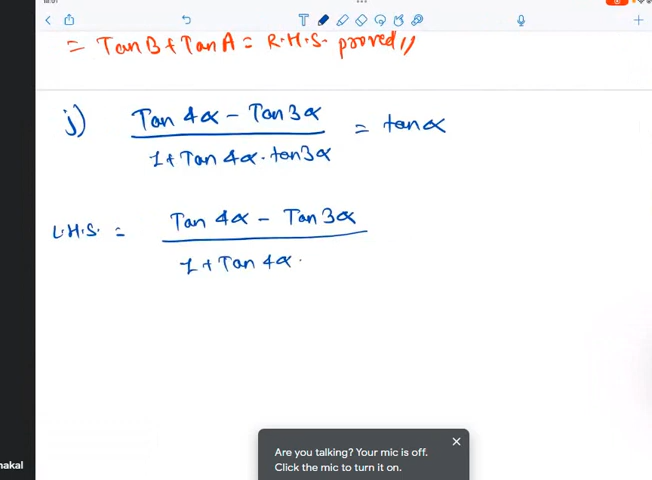 = Tan B + Tan A = R.H.S. proved //
j) Tan 4α - Tan 3α / 1 + Tan 4α . tan 3α = tan α
L.H.S. = Tan 4α - Tan 3α / 1 + Tan 4α .
Are you talking? Your mic is off.
Click the mic to turn it on.
nakal